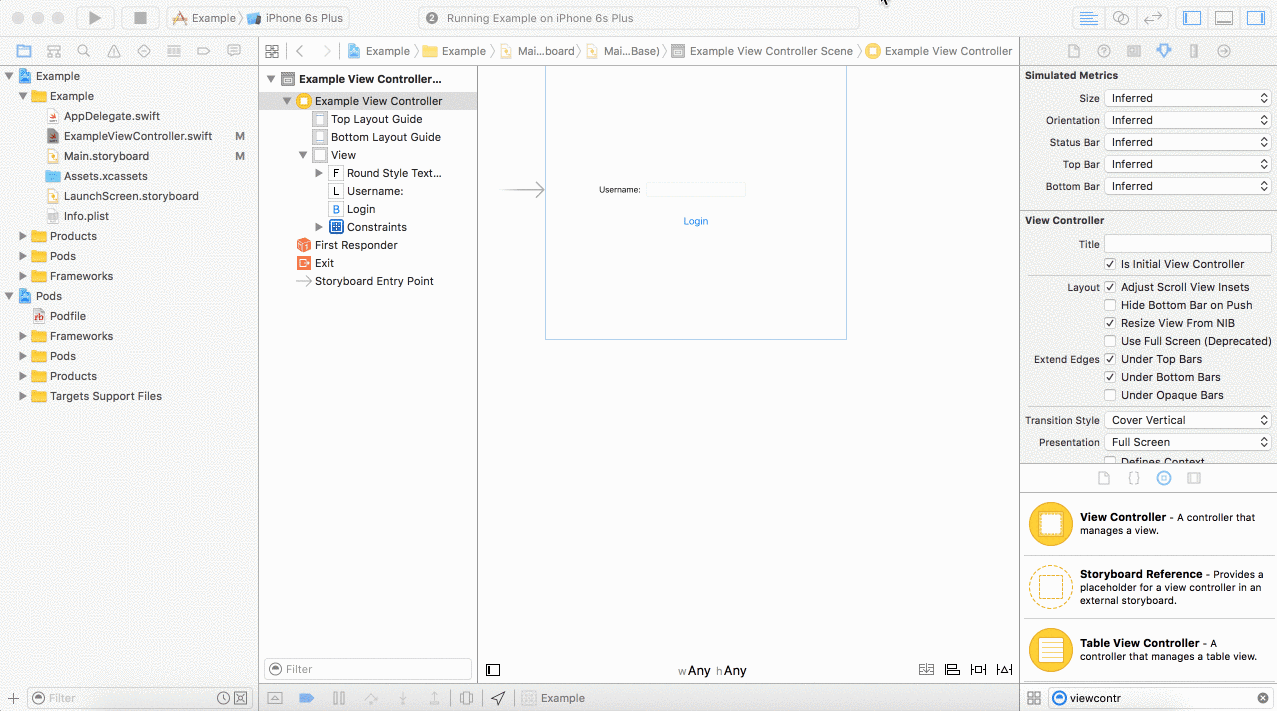 Example
iPhone 6s Plus
2 Running Example on iPhone 6s Plus
Example
Example
Mai...board
Mai...Base)
Example View Controller Scene
Example View Controller
Example
Example
AppDelegate.swift
ExampleViewController.swift M
Main.storyboard M
Assets.xcassets
LaunchScreen.storyboard
Info.plist
Products
Pods
Frameworks
Pods
Podfile
Frameworks
Pods
Products
Targets Support Files
Filter
Example View Controller...
Example View Controller
Top Layout Guide
Bottom Layout Guide
View
F Round Style Text...
L Username:
B Login
Constraints
First Responder
Exit
Storyboard Entry Point
Filter
Username:
Login
wAny hAny
Example
Simulated Metrics
Size Inferred
Orientation Inferred
Status Bar Inferred
Top Bar Inferred
Bottom Bar Inferred
View Controller
Title
Is Initial View Controller
Layout Adjust Scroll View Insets
Hide Bottom Bar on Push
Resize View From NIB
Use Full Screen (Deprecated)
Extend Edges Under Top Bars
Under Bottom Bars
Under Opaque Bars
Transition Style Cover Vertical
Presentation Full Screen
Defines Context
View Controller - A controller that
manages a view.
Storyboard Reference - Provides a
placeholder for a view controller in an
external storyboard.
Table View Controller - A
controller that manages a table view.
viewcontr